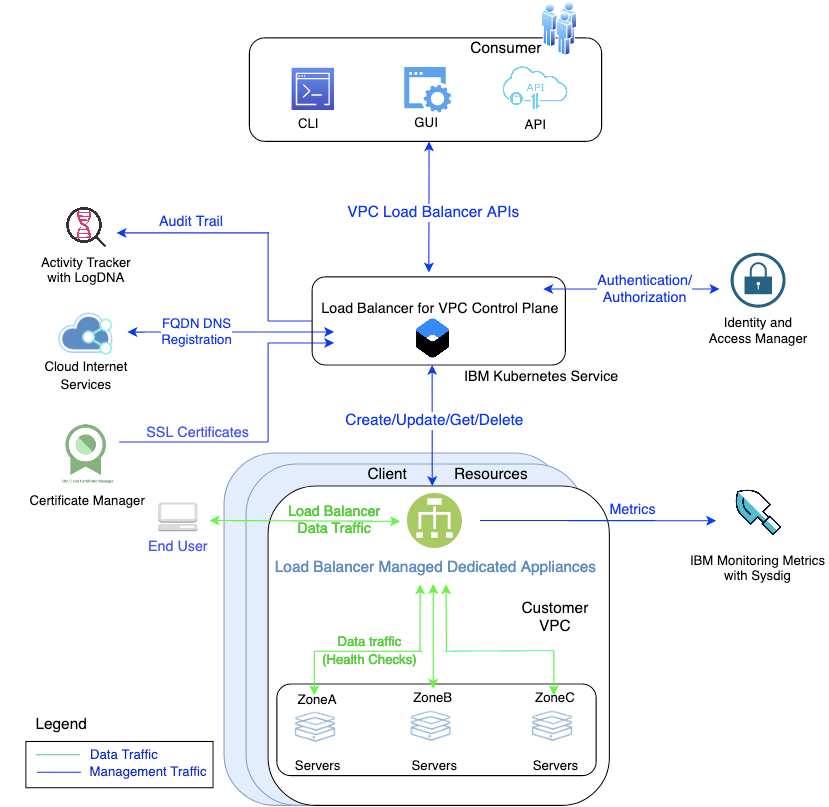 Consumer
API
CLI
GUI
API
VPC Load Balancer APIs
Audit Trail
Activity Tracker
with LogDNA
Authentication/
Authorization
Load Balancer for VPC Control Plane
Identity and
Access Manager
FQDN DNS
Registration
Cloud Internet
Services
IBM Kubernetes Service
Create/Update/Get/Delete
SSL Certificates
Certificate Manager
Client Resources
Load Balancer
Data Traffic
End User
Metrics
IBM Monitoring Metrics
with Sysdig
Load Balancer Managed Dedicated Appliances
Customer
VPC
Data traffic
(Health Checks)
ZoneA
ZoneB
ZoneC
Servers
Servers
Servers
Legend
Data Traffic
Management Traffic